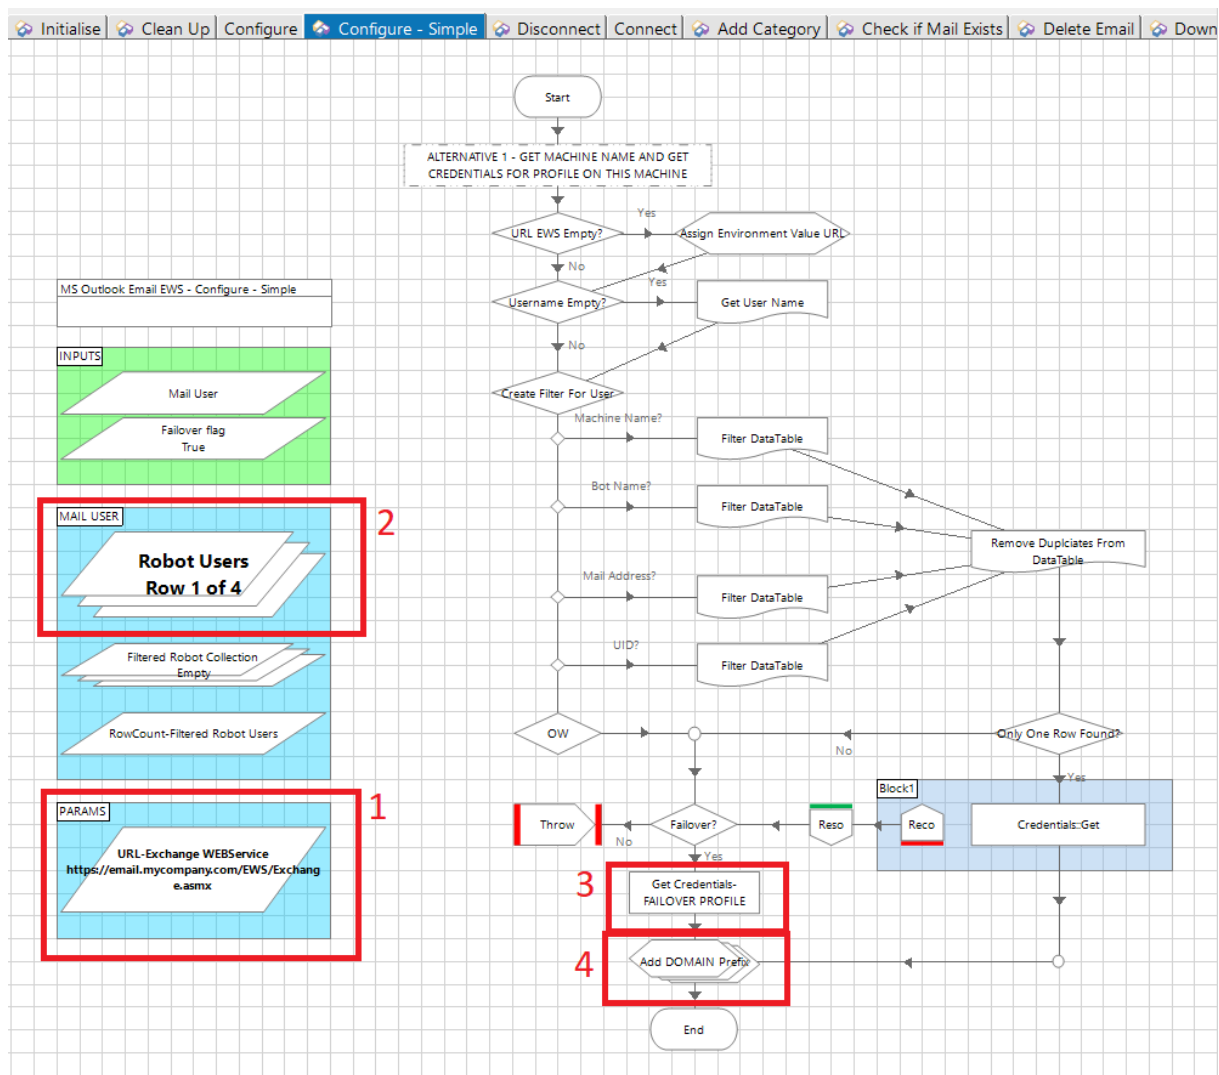 Initialise
Clean Up
Configure
Configure - Simple
Disconnect
Connect
Add Category
Check if Mail Exists
Delete Email
Down
Start
ALTERNATIVE 1 - GET MACHINE NAME AND GET
CREDENTIALS FOR PROFILE ON THIS MACHINE
URL EWS Empty?
Yes
Assign Environment Value URL
No
MS Outlook Email EWS - Configure - Simple
Username Empty?
Yes
Get User Name
No
INPUTS
Mail User
Failover flag
True
Create Filter For User
Machine Name?
Filter DataTable
Bot Name?
Filter DataTable
MAIL USER
2
Robot Users
Row 1 of 4
Remove Duplciates From
DataTable
Mail Address?
Filter DataTable
UID?
Filter DataTable
Filtered Robot Collection
Empty
RowCount-Filtered Robot Users
OW
Only One Row Found?
No
Yes
PARAMS
1
URL-Exchange WEBService
https://email.mycompany.com/EWS/Exchang
e.asmx
Block1
Throw
No
Failover?
Reso
Reco
Credentials::Get
Yes
3
Get Credentials-
FAILOVER PROFILE
4
Add DOMAIN Prefix
End